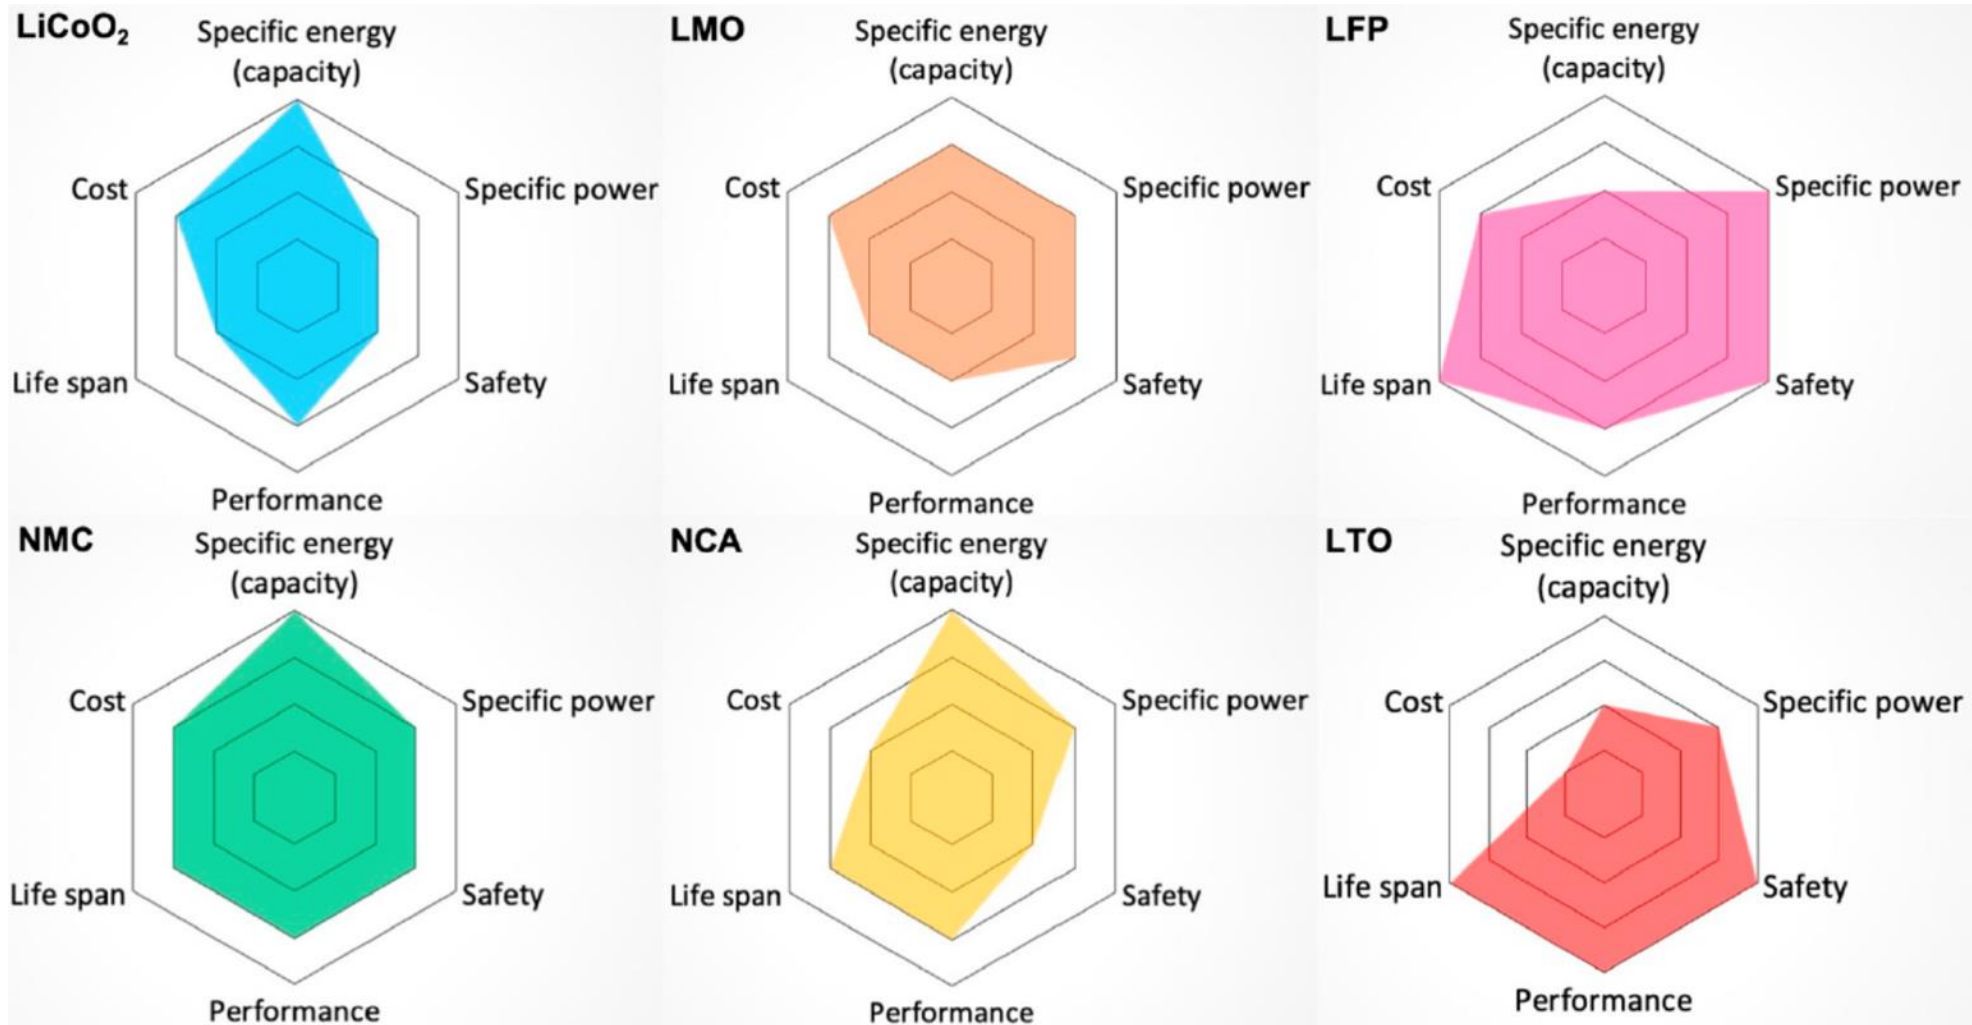 LiCoO₂
Specific energy
(capacity)
Cost
Specific power
Life span
Safety
Performance
LMO
Specific energy
(capacity)
Cost
Specific power
Life span
Safety
Performance
LFP
Specific energy
(capacity)
Cost
Specific power
Life span
Safety
Performance
NMC
Specific energy
(capacity)
Cost
Specific power
Life span
Safety
Performance
NCA
Specific energy
(capacity)
Cost
Specific power
Life span
Safety
Performance
LTO
Specific energy
(capacity)
Cost
Specific power
Life span
Safety
Performance